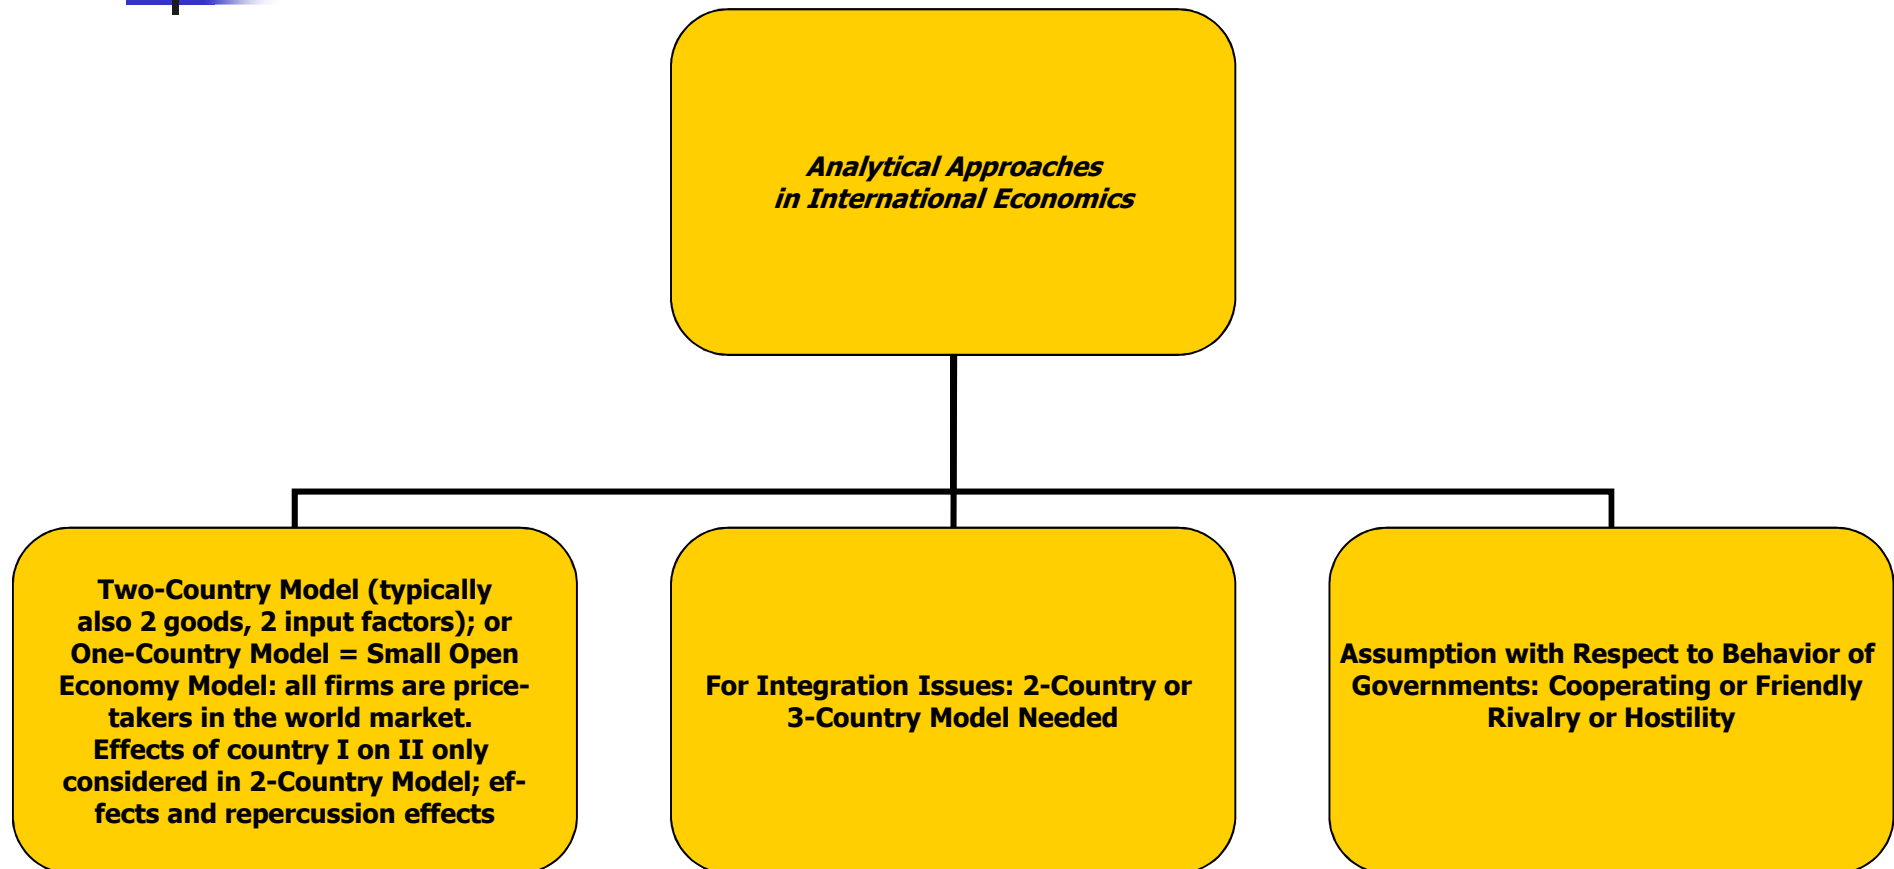 Analytical Approaches
in International Economics
Two-Country Model (typically
also 2 goods, 2 input factors); or
One-Country Model = Small Open
Economy Model: all firms are price-
takers in the world market.
Effects of country I on II only
considered in 2-Country Model; ef-
fects and repercussion effects
For Integration Issues: 2-Country or
3-Country Model Needed
Assumption with Respect to Behavior of
Governments: Cooperating or Friendly
Rivalry or Hostility